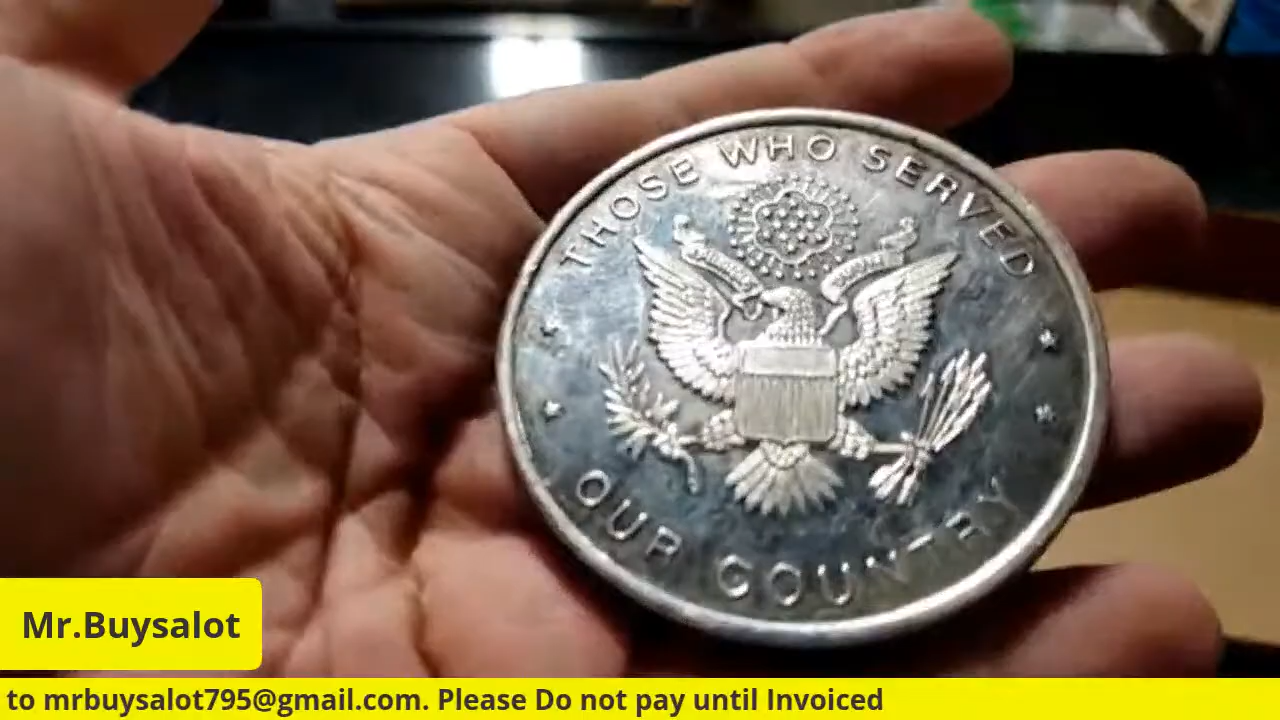 THOSE WHO SERVED
OUR COUNTRY
Mr.Buysalot
to mrbuysalot795@gmail.com. Please Do not pay until Invoiced